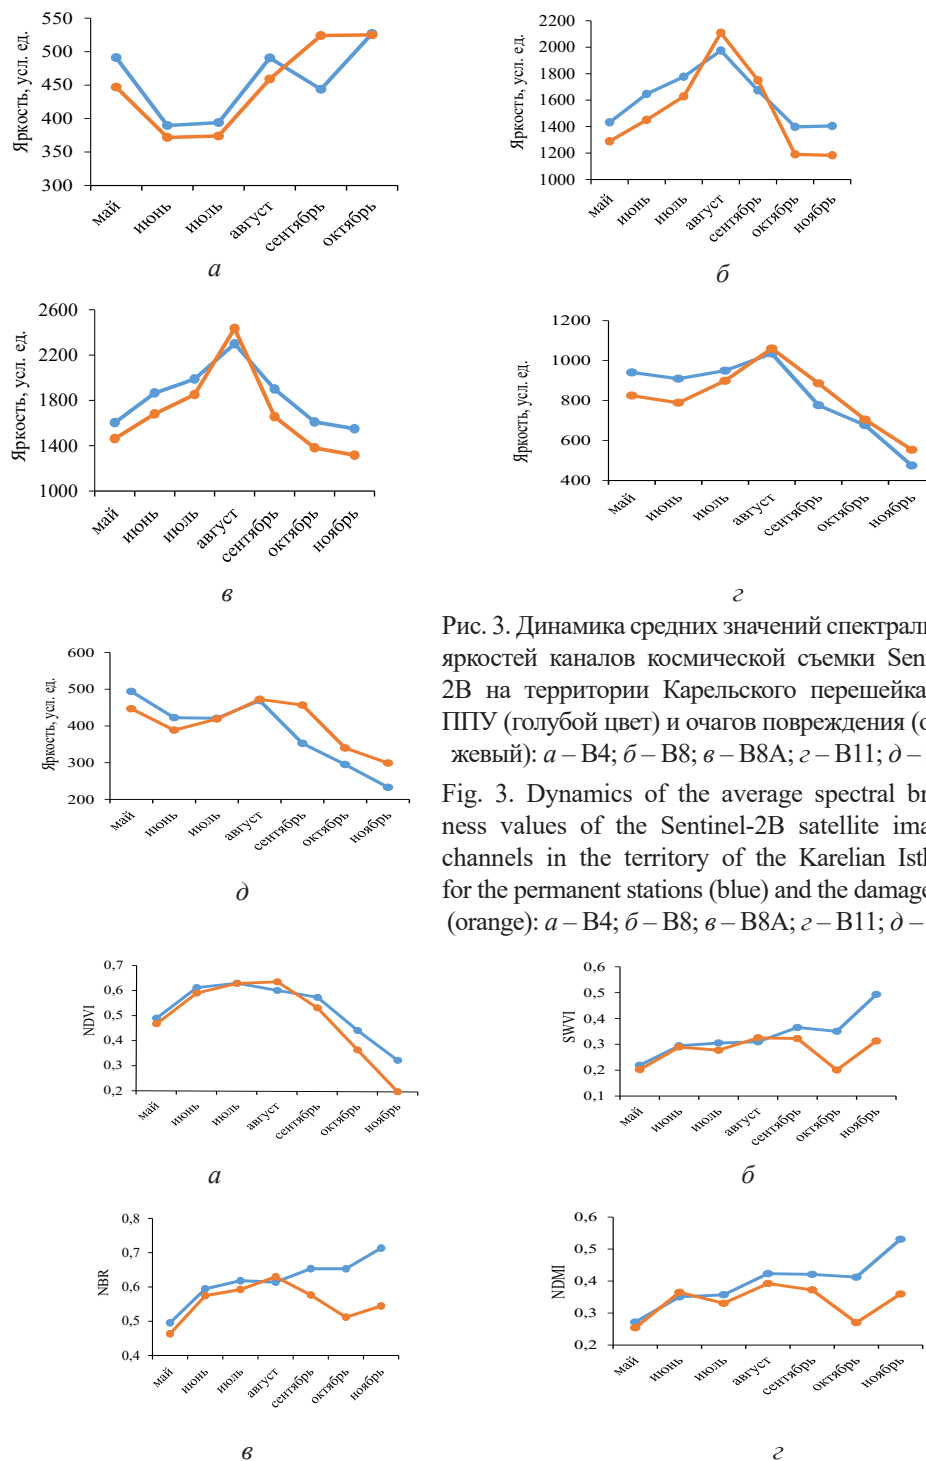 Яркость, усл. ед.
550
500
450
400
350
300
май
июнь
июль
август
сентябрь
октябрь
а
Яркость, усл. ед.
2200
2000
1800
1600
1400
1200
1000
май
июнь
июль
август
сентябрь
октябрь
ноябрь
б
Яркость, усл. ед.
2600
2200
1800
1400
1000
май
июнь
июль
август
сентябрь
октябрь
ноябрь
в
Яркость, усл. ед.
1200
1000
800
600
400
май
июнь
июль
август
сентябрь
октябрь
ноябрь
г
Яркость, усл. ед.
600
500
400
300
200
май
июнь
июль
август
сентябрь
октябрь
ноябрь
д
Рис. 3. Динамика средних значений спектраль
яркостей каналов космической съемки Sent
2B на территории Карельского перешейка
ППУ (голубой цвет) и очагов повреждения (о
жевый): а – B4; б – B8; в – B8A; г – B11; д –
Fig. 3. Dynamics of the average spectral br
ness values of the Sentinel-2B satellite ima
channels in the territory of the Karelian Isth
for the permanent stations (blue) and the damage
(orange): а – B4; б – B8; в – B8A; г – B11; д –
NDVI
0,7
0,6
0,5
0,4
0,3
0,2
май
июнь
июль
август
сентябрь
октябрь
ноябрь
а
SWVI
0,6
0,5
0,4
0,3
0,2
0,1
май
июнь
июль
август
сентябрь
октябрь
ноябрь
б
NBR
0,8
0,7
0,6
0,5
0,4
май
июнь
июль
август
сентябрь
октябрь
ноябрь
в
NDMI
0,6
0,5
0,4
0,3
0,2
май
июнь
июль
август
сентябрь
октябрь
ноябрь
г